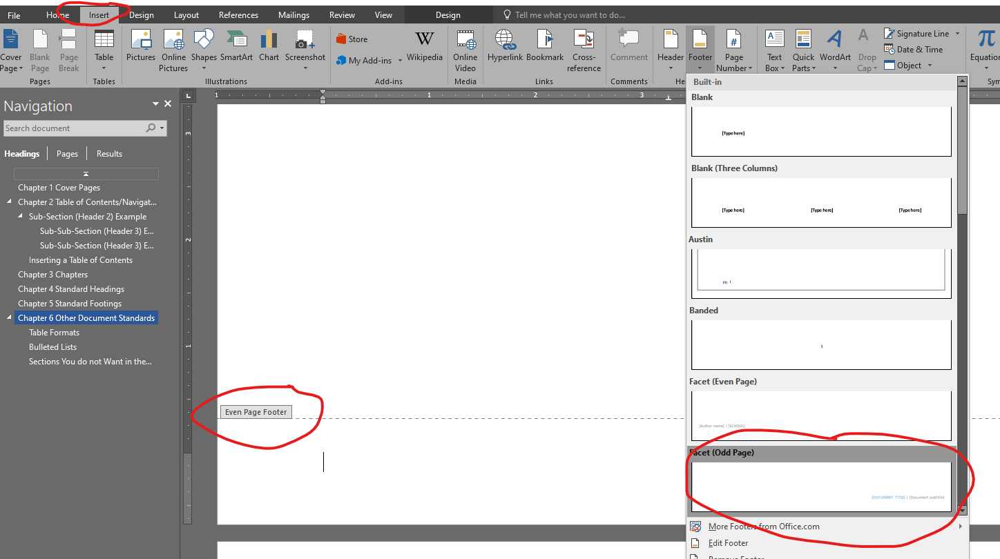 File Home Insert Design Layout References Mailings Review View Design Tell me what you want to do...
Cover Page
Blank Page
Page Break
Pages
Table
Tables
Pictures
Online Pictures
Shapes
SmartArt
Chart
Screenshot
Illustrations
Store
My Add-ins
Wikipedia
Add-ins
Online Video
Media
Hyperlink
Bookmark
Cross-reference
Links
Comment
Comments
Header
Footer
Page Number
He
Text Box
Quick Parts
WordArt
Drop Cap
Signature Line
Date & Time
Object
π
Equation
Sym
Navigation
Search document
Headings Pages Results
Chapter 1 Cover Pages
Chapter 2 Table of Contents/Navigat...
Sub-Section (Header 2) Example
Sub-Sub-Section (Header 3) E...
Sub-Sub-Section (Header 3) E...
Inserting a Table of Contents
Chapter 3 Chapters
Chapter 4 Standard Headings
Chapter 5 Standard Footings
Chapter 6 Other Document Standards
Table Formats
Bulleted Lists
Sections You do not Want in the...
1 1 2 3
3
2
1
Even Page Footer
Built-in
Blank
[Type here]
Blank (Three Columns)
[Type here] [Type here] [Type here]
Austin
pg. 1
Banded
1
Facet (Even Page)
[Author name] | [SCHOOL]
Facet (Odd Page)
[DOCUMENT TITLE] | [Document subtitle]
More Footers from Office.com
Edit Footer
Remove Footer